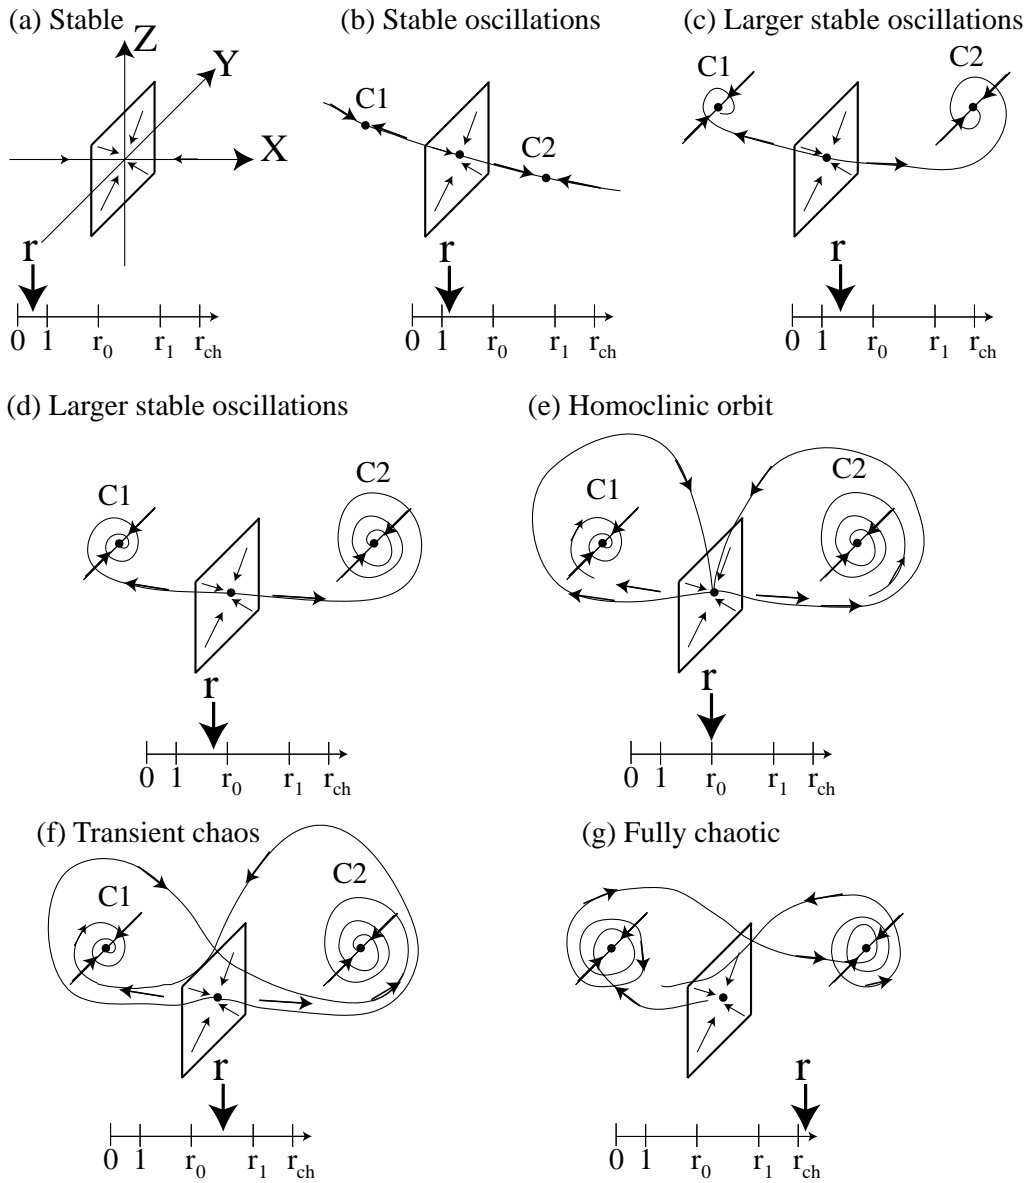 (a) Stable
Z
Y
X
r
0 1 r0 r1 rch
(b) Stable oscillations
C1
C2
r
0 1 r0 r1 rch
(c) Larger stable oscillations
C1
C2
r
0 1 r0 r1 rch
(d) Larger stable oscillations
C1
C2
r
0 1 r0 r1 rch
(e) Homoclinic orbit
C1
C2
r
0 1 r0 r1 rch
(f) Transient chaos
C1
C2
r
0 1 r0 r1 rch
(g) Fully chaotic
r
0 1 r0 r1 rch